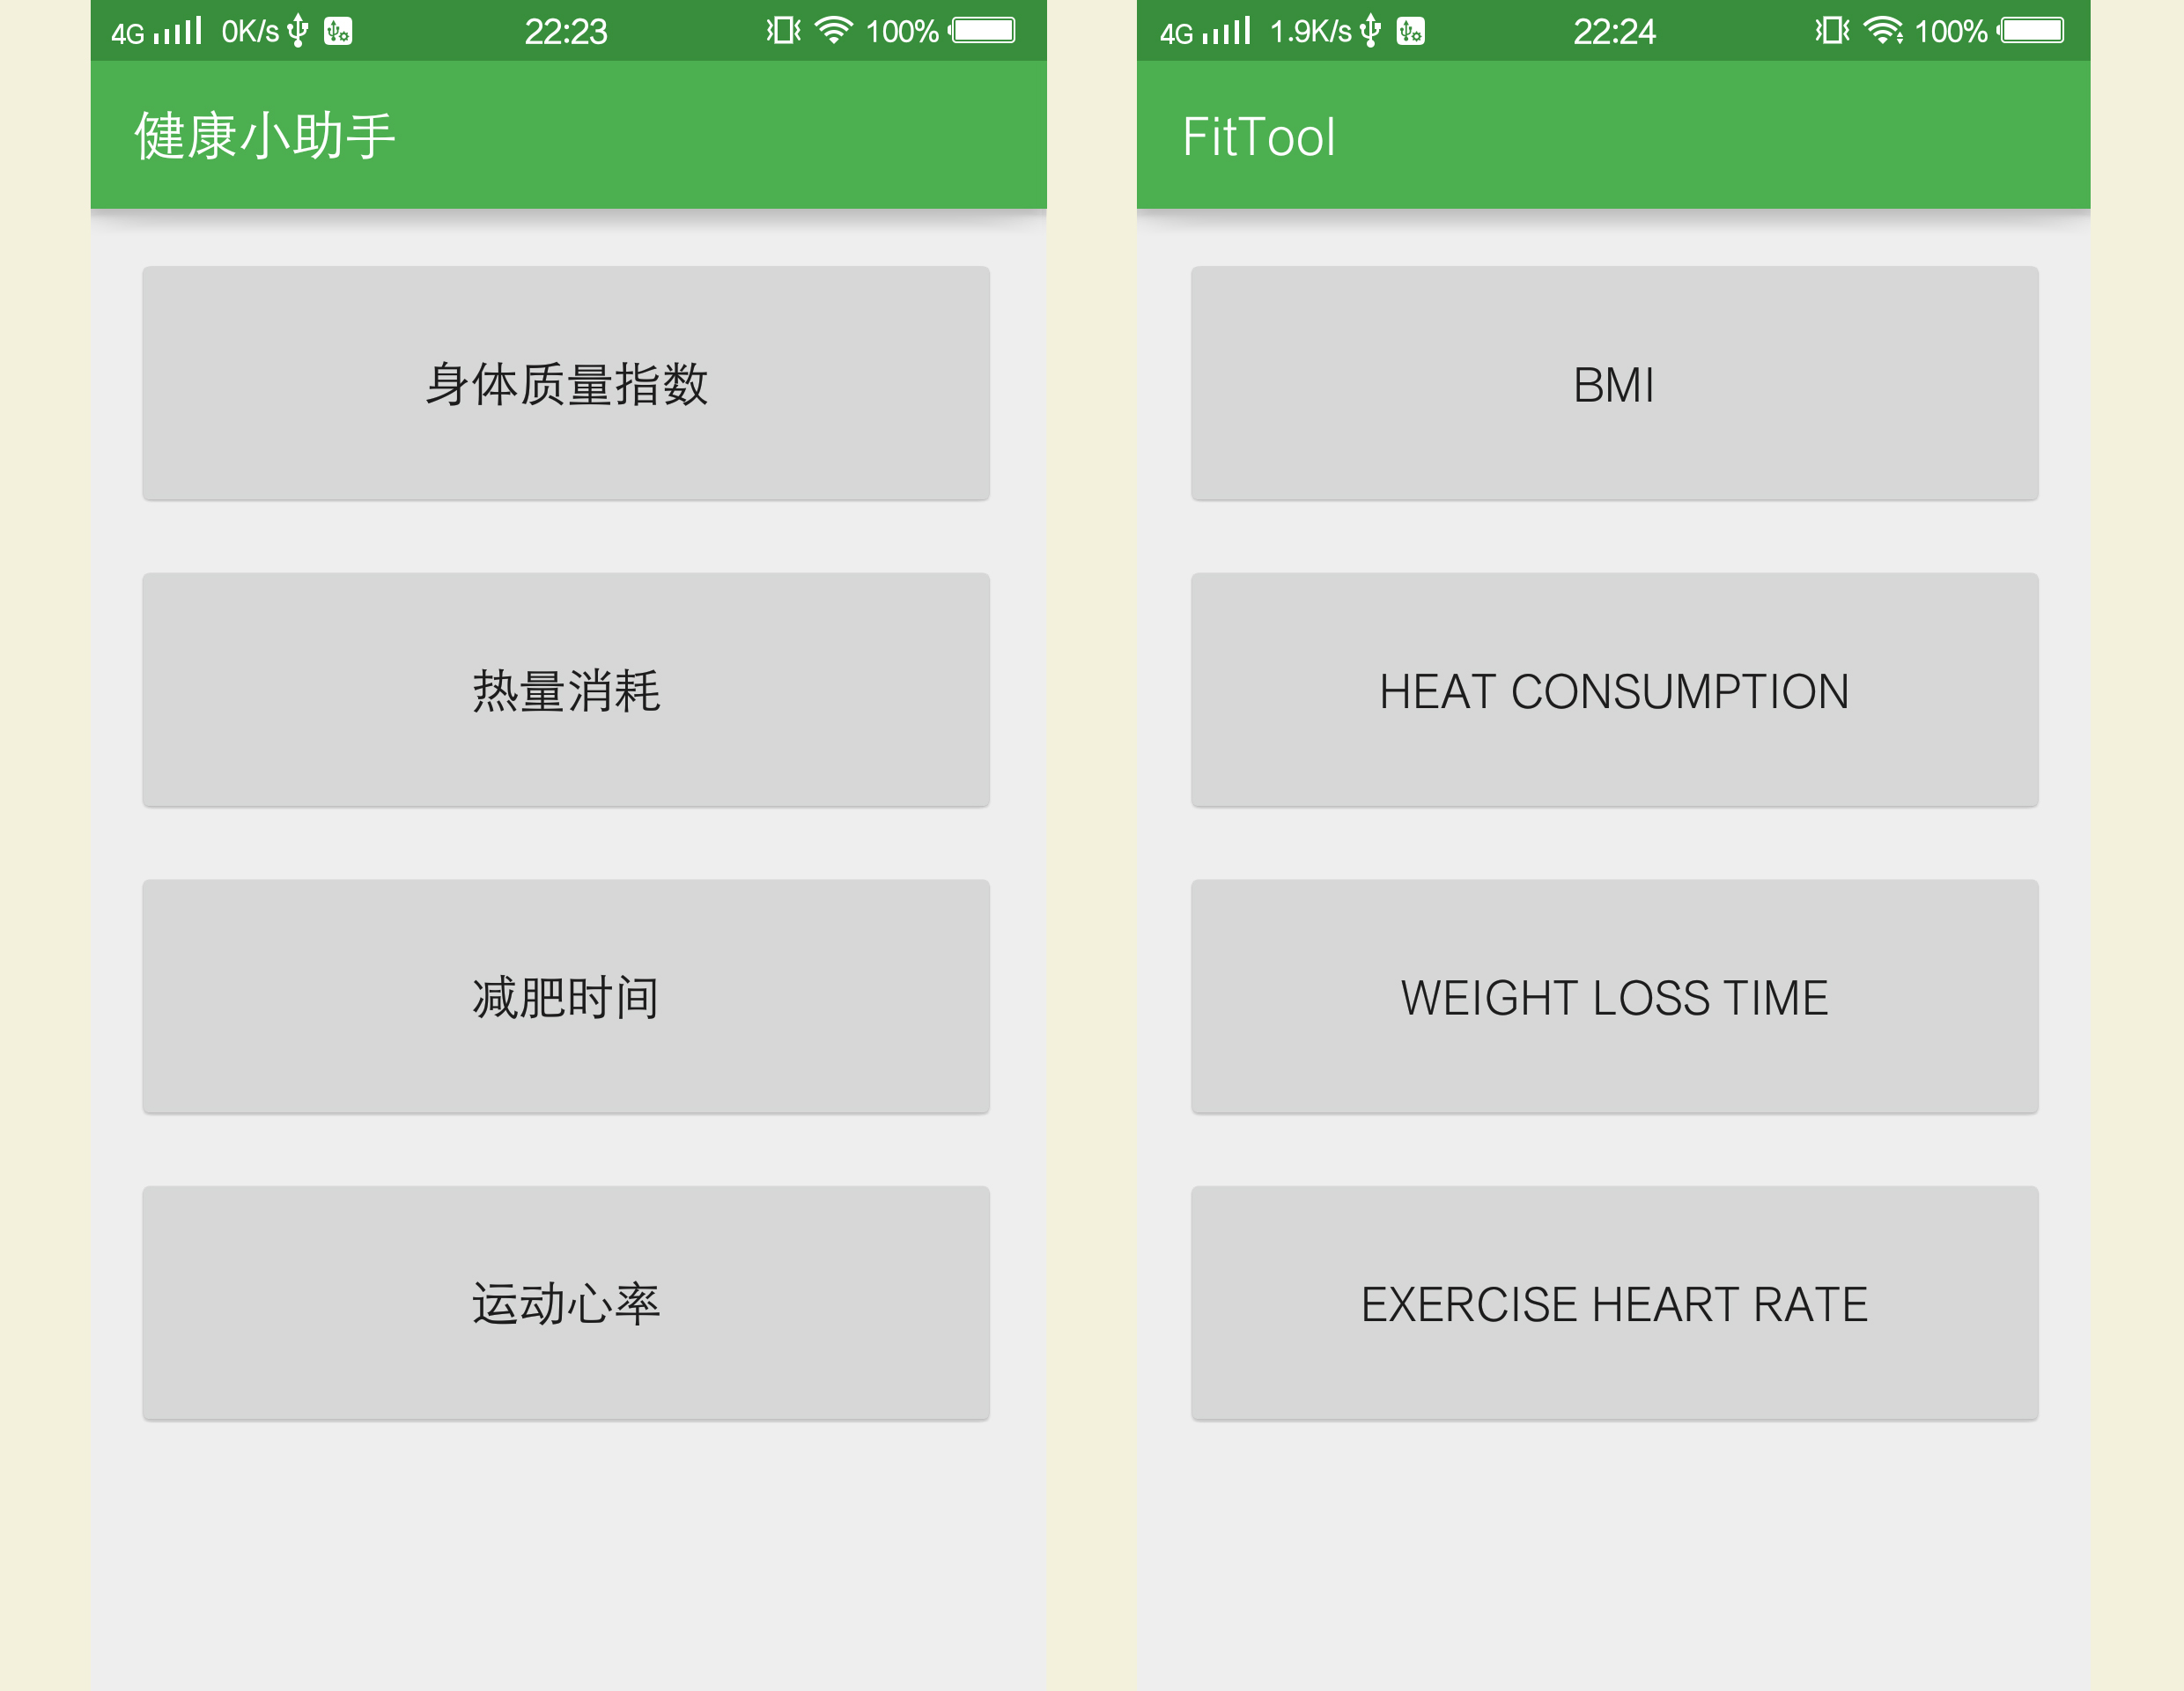 4G 0K/s 22:23 100%
健康小助手
身体质量指数
热量消耗
减肥时间
运动心率
4G 1.9K/s 22:24 100%
FitTool
BMI
HEAT CONSUMPTION
WEIGHT LOSS TIME
EXERCISE HEART RATE